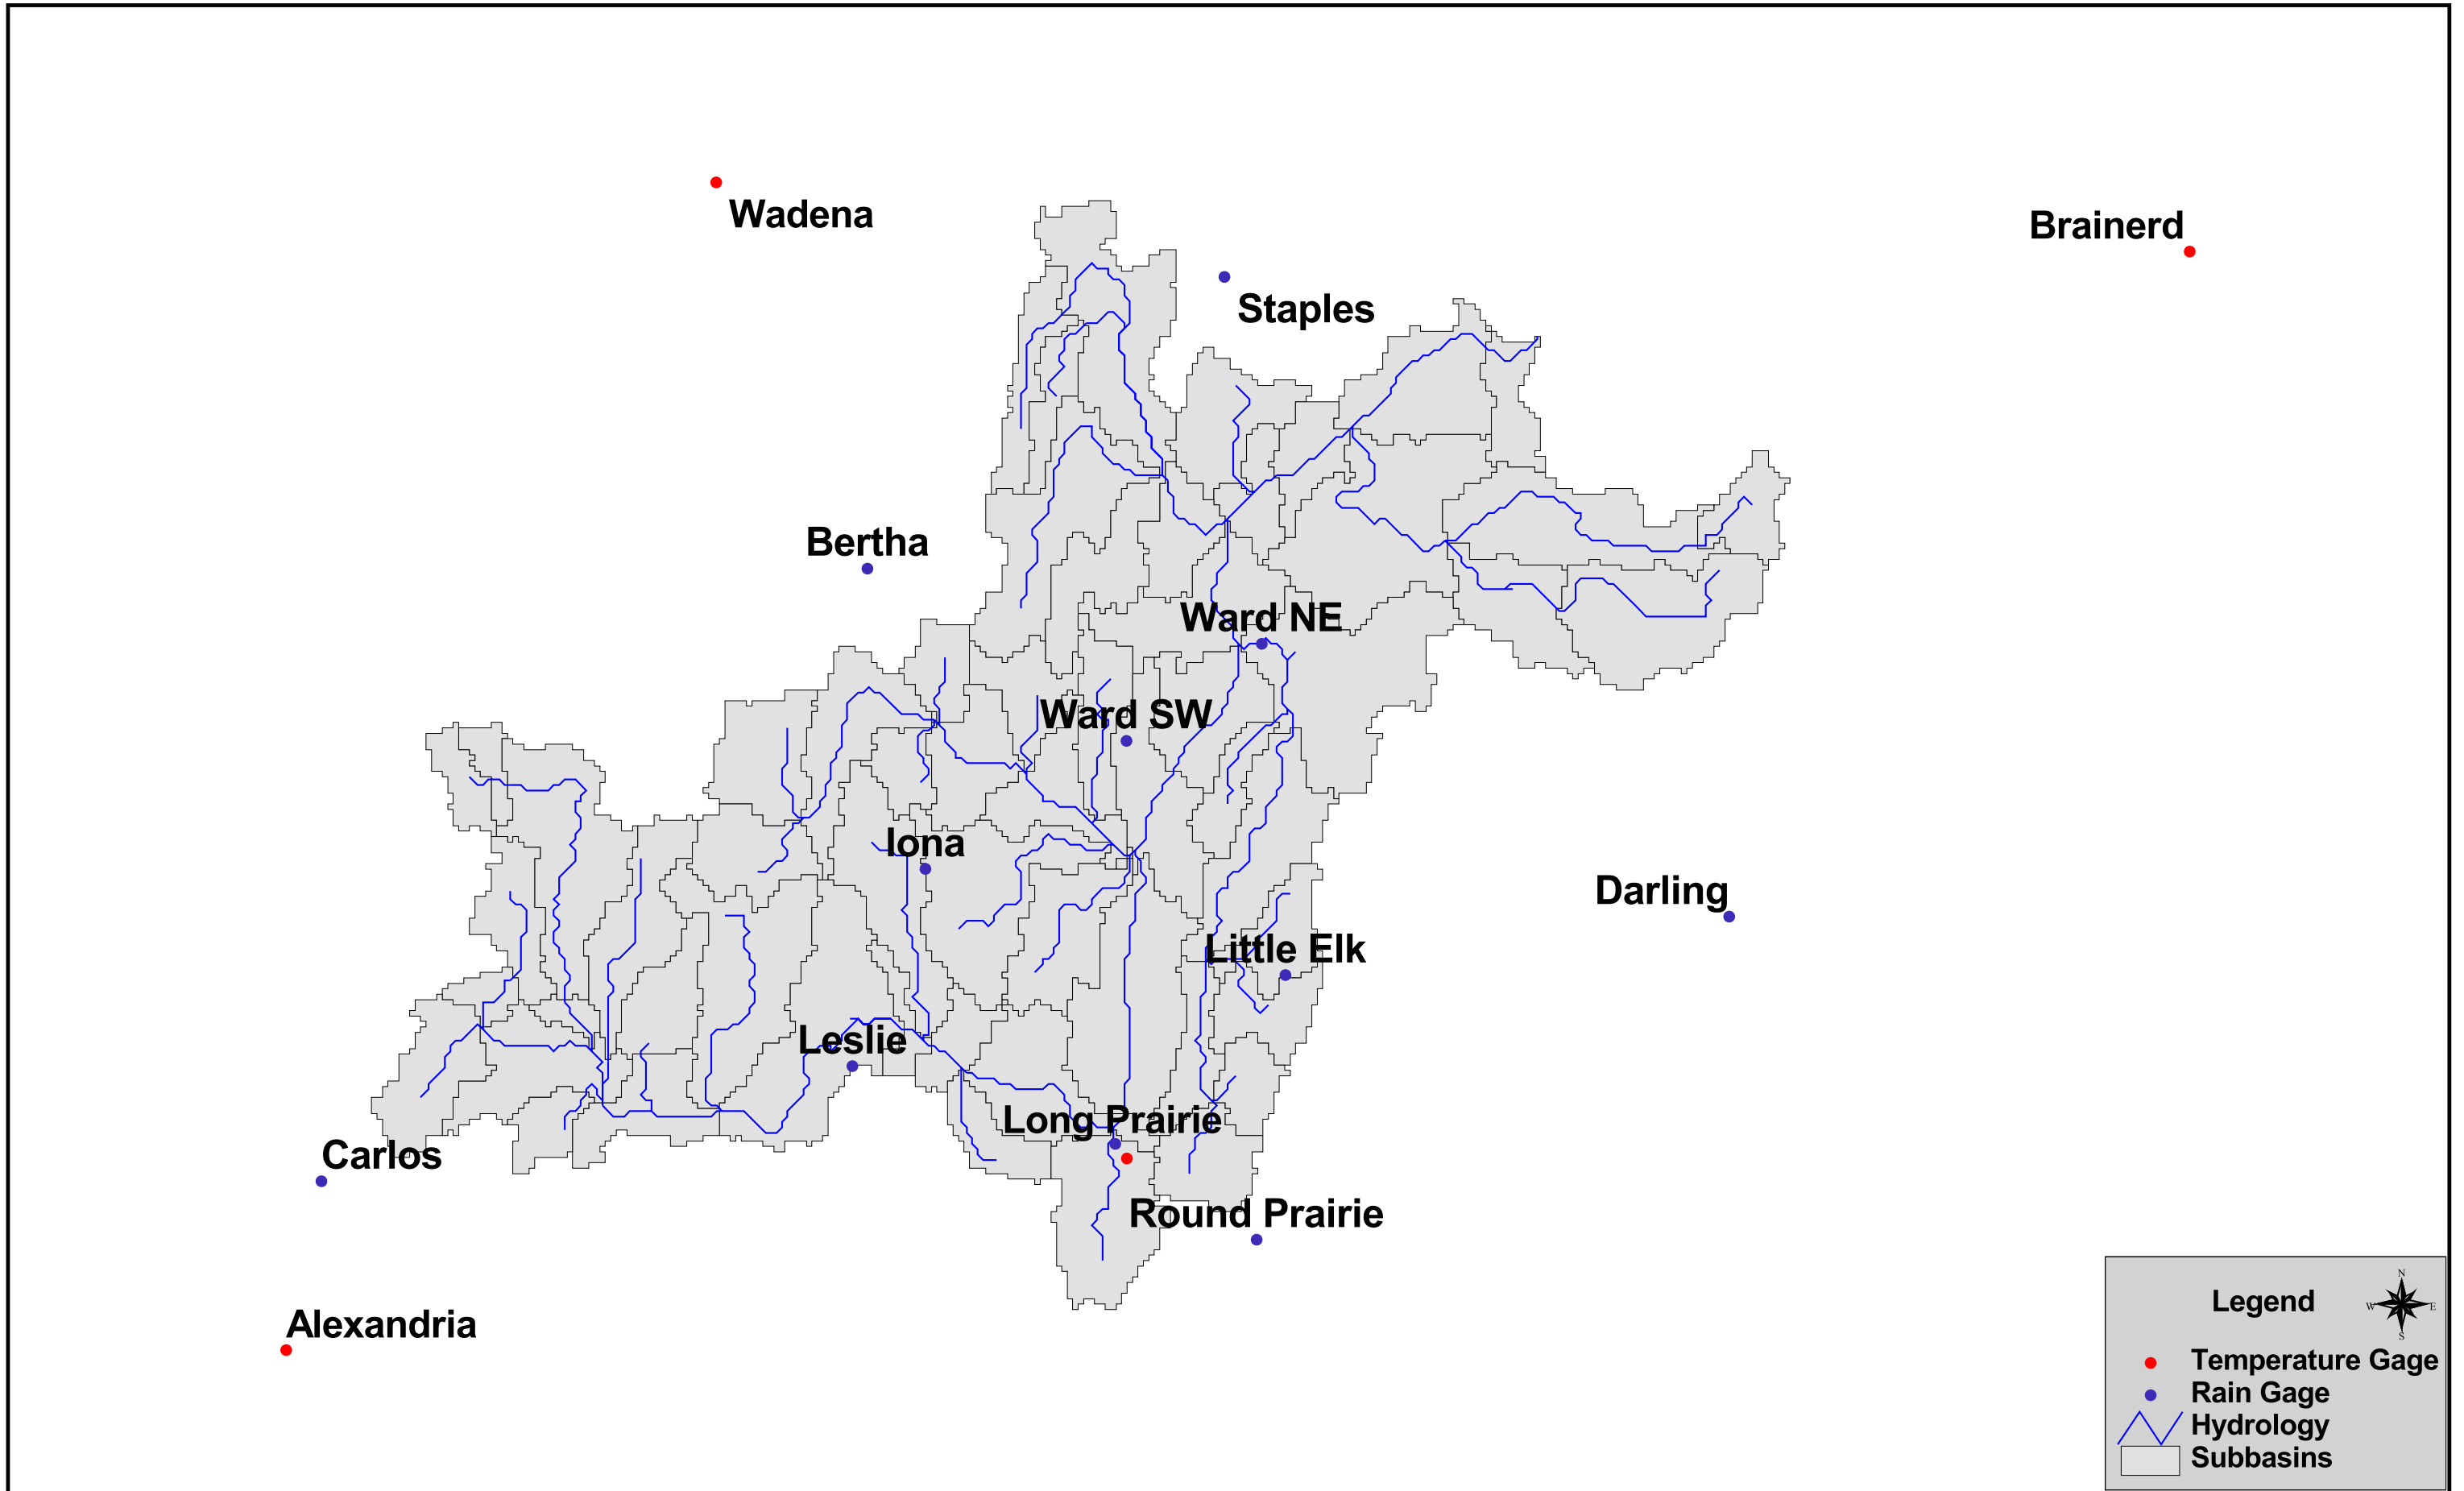 Wadena
Brainerd
Staples
Bertha
Ward NE
Ward SW
Iona
Darling
Little Elk
Leslie
Long Prairie
Carlos
Round Prairie
Alexandria
Legend
N
W
E
S
Temperature Gage
Rain Gage
Hydrology
Subbasins